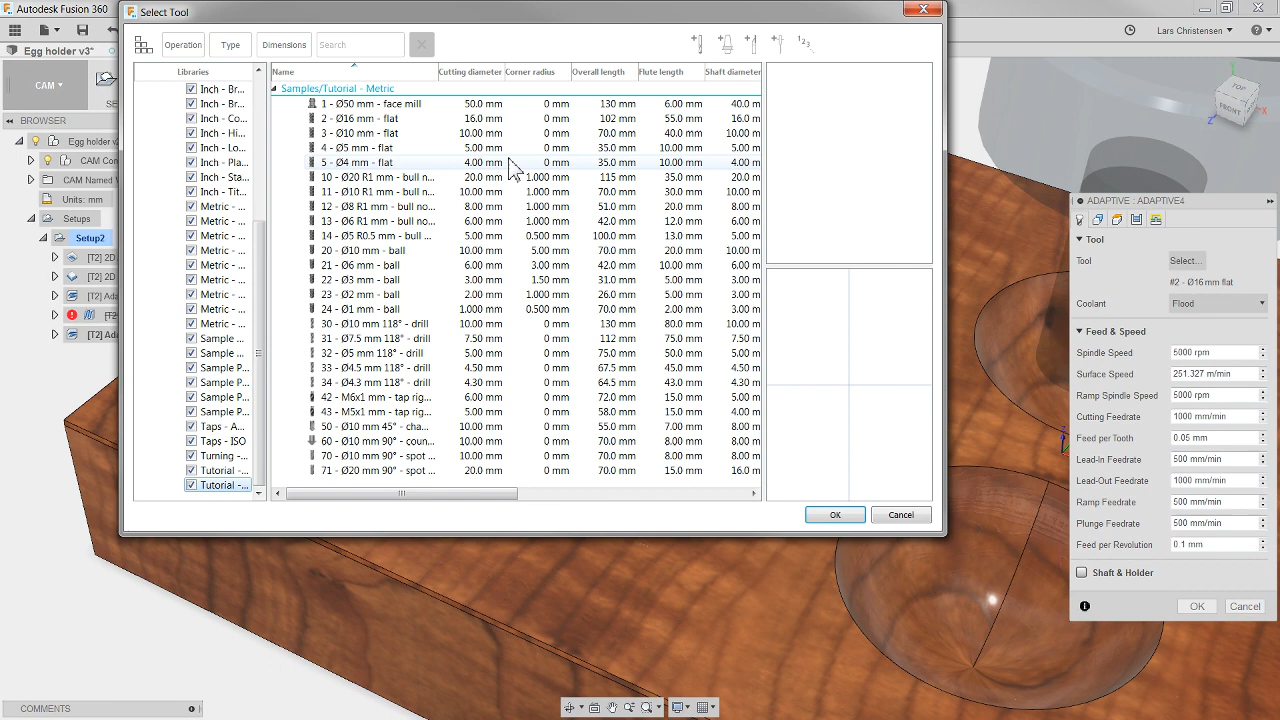 Autodesk Fusion 360
Select Tool
Egg holder v3*
Lars Christensen
Operation
Type
Dimensions
Search
CAM
SE
BROWSER
Egg holder v
CAM Con
CAM Named
Units: mm
Setups
Setup2
[T2] 2D
[T2] 2D
[T2] Ada
[T2
[T2] Ada
Libraries
Inch - Br...
Inch - Br...
Inch - Co...
Inch - Hi...
Inch - Lo...
Inch - Pla...
Inch - Sta...
Inch - Tit...
Metric - ...
Metric - ...
Metric - ...
Metric - ...
Metric - ...
Metric - ...
Metric - ...
Metric - ...
Metric - ...
Sample ...
Sample ...
Sample P...
Sample P...
Sample P...
Sample P...
Taps - A...
Taps - ISO
Turning -...
Tutorial -...
Tutorial -...
Name Cutting diameter Corner radius Overall length Flute length Shaft diameter
Samples/Tutorial - Metric
1 - Ø50 mm - face mill 50.0 mm 0 mm 130 mm 6.00 mm 40.0 m
2 - Ø16 mm - flat 16.0 mm 0 mm 102 mm 55.0 mm 16.0 m
3 - Ø10 mm - flat 10.00 mm 0 mm 70.0 mm 40.0 mm 10.00 m
4 - Ø5 mm - flat 5.00 mm 0 mm 35.0 mm 10.00 mm 5.00 m
5 - Ø4 mm - flat 4.00 mm 0 mm 35.0 mm 10.00 mm 4.00 m
10 - Ø20 R1 mm - bull n... 20.0 mm 1.000 mm 115 mm 35.0 mm 20.0 m
11 - Ø10 R1 mm - bull n... 10.00 mm 1.000 mm 70.0 mm 30.0 mm 10.00 m
12 - Ø8 R1 mm - bull no... 8.00 mm 1.000 mm 51.0 mm 20.0 mm 8.00 m
13 - Ø6 R1 mm - bull no... 6.00 mm 1.000 mm 42.0 mm 12.0 mm 6.00 m
14 - Ø5 R0.5 mm - bull ... 5.00 mm 0.500 mm 100.0 mm 13.0 mm 5.00 m
20 - Ø10 mm - ball 10.00 mm 5.00 mm 70.0 mm 20.0 mm 10.00 m
21 - Ø6 mm - ball 6.00 mm 3.00 mm 42.0 mm 10.00 mm 6.00 m
22 - Ø3 mm - ball 3.00 mm 1.50 mm 31.0 mm 5.00 mm 3.00 m
23 - Ø2 mm - ball 2.00 mm 1.000 mm 26.0 mm 5.00 mm 3.00 m
24 - Ø1 mm - ball 1.000 mm 0.500 mm 70.0 mm 2.00 mm 3.00 m
30 - Ø10 mm 118° - drill 10.00 mm 0 mm 130 mm 80.0 mm 10.00 m
31 - Ø7.5 mm 118° - drill 7.50 mm 0 mm 112 mm 75.0 mm 7.50 m
32 - Ø5 mm 118° - drill 5.00 mm 0 mm 75.0 mm 50.0 mm 5.00 m
33 - Ø4.5 mm 118° - drill 4.50 mm 0 mm 67.5 mm 45.0 mm 4.50 m
34 - Ø4.3 mm 118° - drill 4.30 mm 0 mm 64.5 mm 43.0 mm 4.30 m
42 - M6x1 mm - tap rig... 6.00 mm 0 mm 72.0 mm 15.0 mm 5.00 m
43 - M5x1 mm - tap rig... 5.00 mm 0 mm 58.0 mm 15.0 mm 4.00 m
50 - Ø10 mm 45° - cha... 10.00 mm 0 mm 55.0 mm 7.00 mm 8.00 m
60 - Ø10 mm 90° - coun... 10.00 mm 0 mm 70.0 mm 8.00 mm 8.00 m
70 - Ø10 mm 90° - spot ... 10.00 mm 0 mm 70.0 mm 8.00 mm 8.00 m
71 - Ø20 mm 90° - spot ... 20.0 mm 0 mm 70.0 mm 15.0 mm 16.0 m
OK
Cancel
TOP
FRONT
RIGHT
Z
X
ADAPTIVE : ADAPTIVE4
Tool
Tool Select...
#2 - Ø16 mm flat
Coolant Flood
Feed & Speed
Spindle Speed 5000 rpm
Surface Speed 251.327 m/min
Ramp Spindle Speed 5000 rpm
Cutting Feedrate 1000 mm/min
Feed per Tooth 0.05 mm
Lead-In Feedrate 500 mm/min
Lead-Out Feedrate 1000 mm/min
Ramp Feedrate 500 mm/min
Plunge Feedrate 500 mm/min
Feed per Revolution 0.1 mm
Shaft & Holder
OK
Cancel
COMMENTS